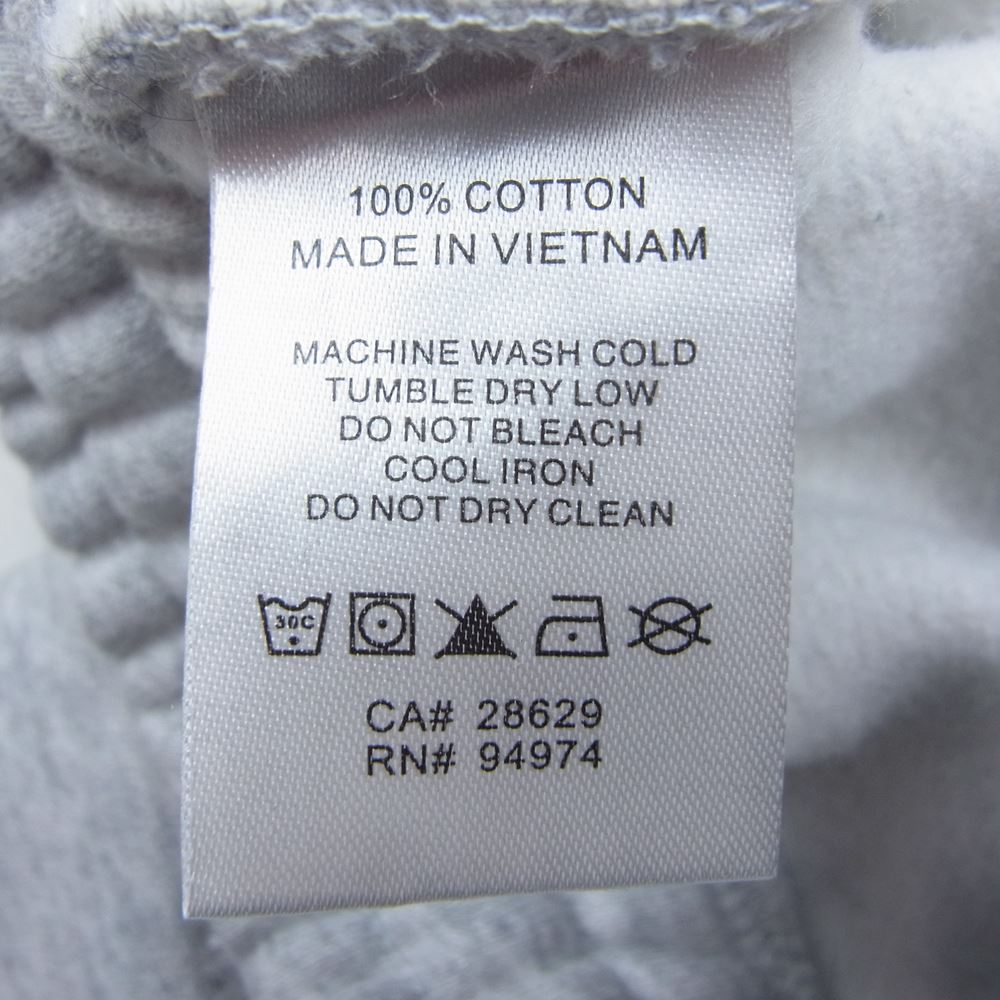 100% COTTON
MADE IN VIETNAM
MACHINE WASH COLD
TUMBLE DRY LOW
DO NOT BLEACH
COOL IRON
DO NOT DRY CLEAN
30C
CA# 28629
RN# 94974